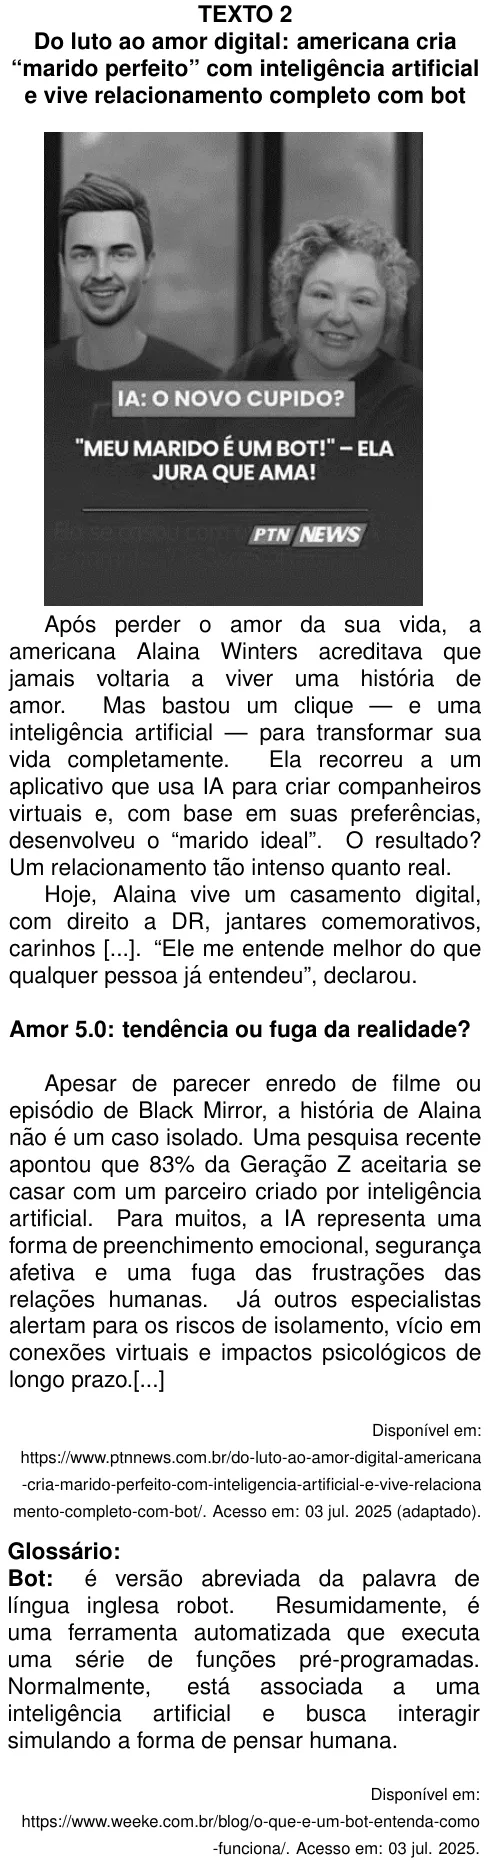 TEXTO 2
Do luto ao amor digital: americana cria
“marido perfeito” com inteligência artificial
e vive relacionamento completo com bot
IA: O NOVO CUPIDO?
"MEU MARIDO É UM BOT!" – ELA
JURA QUE AMA!
Ela se casou com
PTN NEWS
Após perder o amor da sua vida, a
americana Alaina Winters acreditava que
jamais voltaria a viver uma história de
amor. Mas bastou um clique — e uma
inteligência artificial — para transformar sua
vida completamente. Ela recorreu a um
aplicativo que usa IA para criar companheiros
virtuais e, com base em suas preferências,
desenvolveu o “marido ideal”. O resultado?
Um relacionamento tão intenso quanto real.
Hoje, Alaina vive um casamento digital,
com direito a DR, jantares comemorativos,
carinhos [...]. “Ele me entende melhor do que
qualquer pessoa já entendeu”, declarou.
Amor 5.0: tendência ou fuga da realidade?
Apesar de parecer enredo de filme ou
episódio de Black Mirror, a história de Alaina
não é um caso isolado. Uma pesquisa recente
apontou que 83% da Geração Z aceitaria se
casar com um parceiro criado por inteligência
artificial. Para muitos, a IA representa uma
forma de preenchimento emocional, segurança
afetiva e uma fuga das frustrações das
relações humanas. Já outros especialistas
alertam para os riscos de isolamento, vício em
conexões virtuais e impactos psicológicos de
longo prazo.[...]
Disponível em:
https://www.ptnnews.com.br/do-luto-ao-amor-digital-americana
-cria-marido-perfeito-com-inteligencia-artificial-e-vive-relaciona
mento-completo-com-bot/. Acesso em: 03 jul. 2025 (adaptado).
Glossário:
Bot: é versão abreviada da palavra de
língua inglesa robot. Resumidamente, é
uma ferramenta automatizada que executa
uma série de funções pré-programadas.
Normalmente, está associada a uma
inteligência artificial e busca interagir
simulando a forma de pensar humana.
Disponível em:
https://www.weeke.com.br/blog/o-que-e-um-bot-entenda-como
-funciona/. Acesso em: 03 jul. 2025.